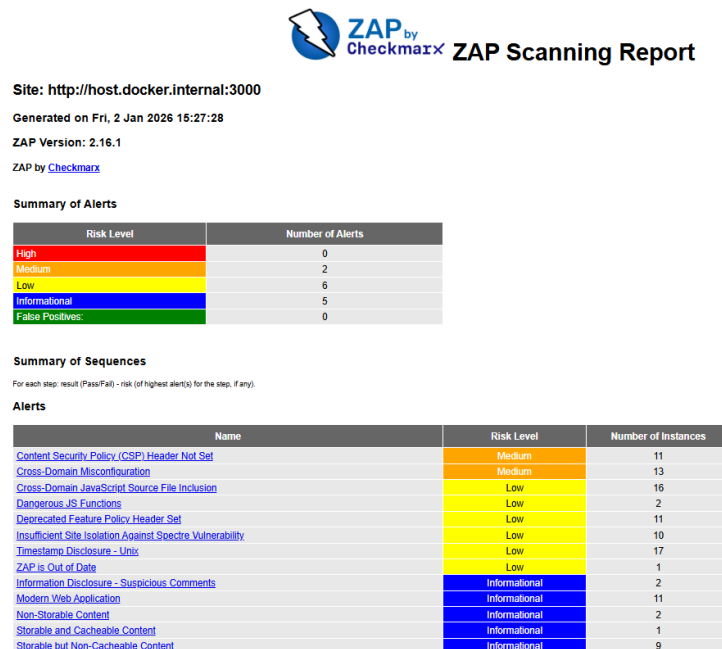 ZAP by
Checkmarx ZAP Scanning Report
Site: http://host.docker.internal:3000
Generated on Fri, 2 Jan 2026 15:27:28
ZAP Version: 2.16.1
ZAP by Checkmarx
Summary of Alerts
Risk Level Number of Alerts
High 0
Medium 2
Low 6
Informational 5
False Positives: 0
Summary of Sequences
For each step: result (Pass/Fail) - risk (of highest alert(s) for the step, if any).
Alerts
Name Risk Level Number of Instances
Content Security Policy (CSP) Header Not Set Medium 11
Cross-Domain Misconfiguration Medium 13
Cross-Domain JavaScript Source File Inclusion Low 16
Dangerous JS Functions Low 2
Deprecated Feature Policy Header Set Low 11
Insufficient Site Isolation Against Spectre Vulnerability Low 10
Timestamp Disclosure - Unix Low 17
ZAP is Out of Date Low 1
Information Disclosure - Suspicious Comments Informational 2
Modern Web Application Informational 11
Non-Storable Content Informational 2
Storable and Cacheable Content Informational 1
Storable but Non-Cacheable Content Informational 9